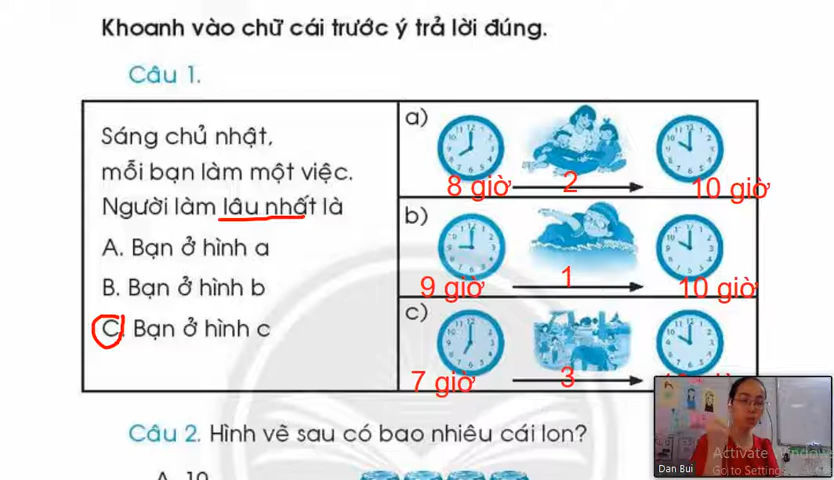 Khoanh vào chữ cái trước ý trả lời đúng.
Câu 1.
Sáng chủ nhật,
mỗi bạn làm một việc.
Người làm lâu nhất là
A. Bạn ở hình a
B. Bạn ở hình b
C. Bạn ở hình c
a)
8 giờ
2
10 giờ
b)
9 giờ
1
10 giờ
c)
7 giờ
3
Dan Bui
Activate Windows
Go to Settings
Câu 2. Hình vẽ sau có bao nhiêu cái lon?
A. 10